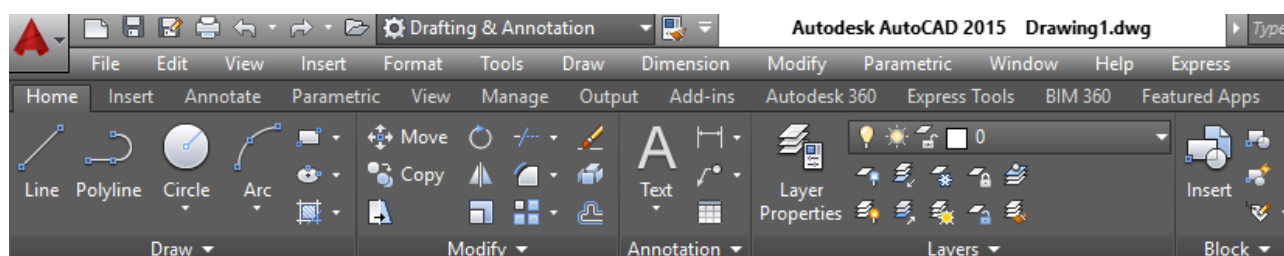 Drafting & Annotation Autodesk AutoCAD 2015 Drawing1.dwg Type
File Edit View Insert Format Tools Draw Dimension Modify Parametric Window Help Express
Home Insert Annotate Parametric View Manage Output Add-ins Autodesk 360 Express Tools BIM 360 Featured Apps
Move A 0
Copy
Line Polyline Circle Arc Text Layer Properties Insert
Draw Modify Annotation Layers Block